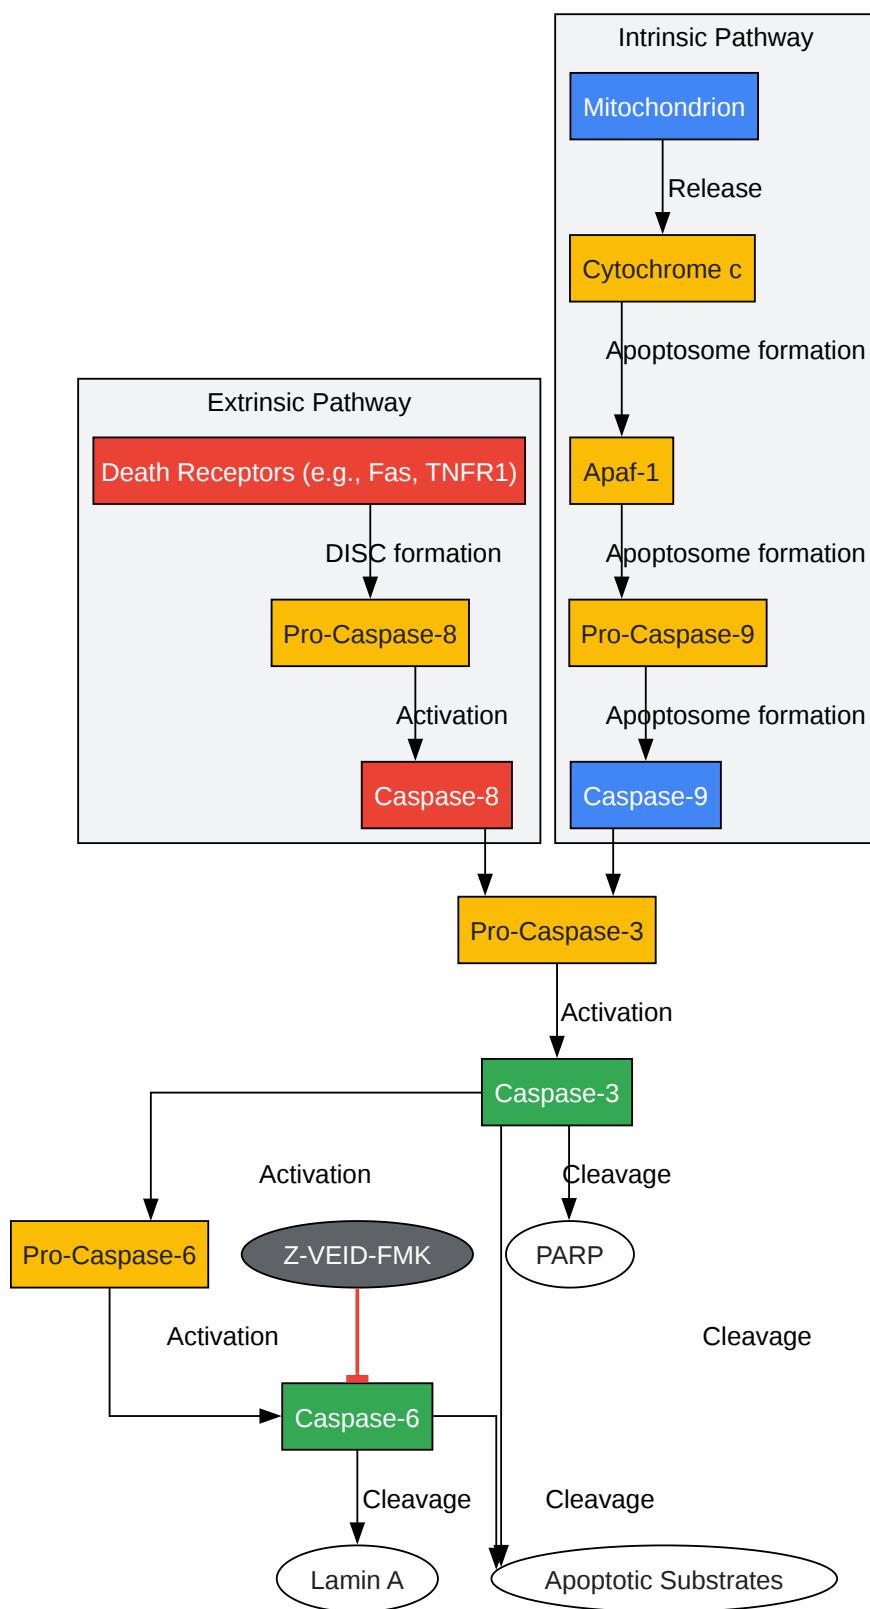 Intrinsic Pathway
Mitochondrion
Release
Cytochrome c
Apoptosome formation
Extrinsic Pathway
Death Receptors (e.g., Fas, TNFR1)
Apaf-1
DISC formation
Apoptosome formation
Pro-Caspase-8
Pro-Caspase-9
Activation
Apoptosome formation
Caspase-8
Caspase-9
Pro-Caspase-3
Activation
Caspase-3
Activation
Cleavage
Pro-Caspase-6
Z-VEID-FMK
PARP
Activation
Cleavage
Caspase-6
Cleavage
Cleavage
Lamin A
Apoptotic Substrates